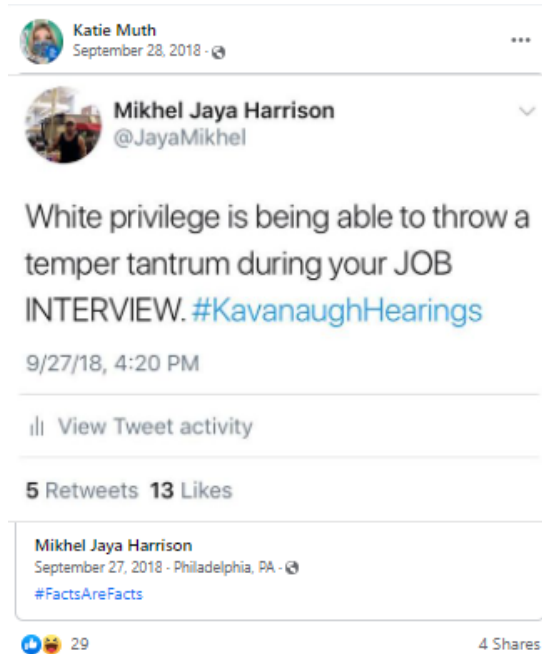 Katie Muth
September 28, 2018 ·
Mikhel Jaya Harrison
@JayaMikhel
White privilege is being able to throw a
temper tantrum during your JOB
INTERVIEW. #KavanaughHearings
9/27/18, 4:20 PM
View Tweet activity
5 Retweets 13 Likes
Mikhel Jaya Harrison
September 27, 2018 · Philadelphia, PA ·
#FactsAreFacts
29 4 Shares